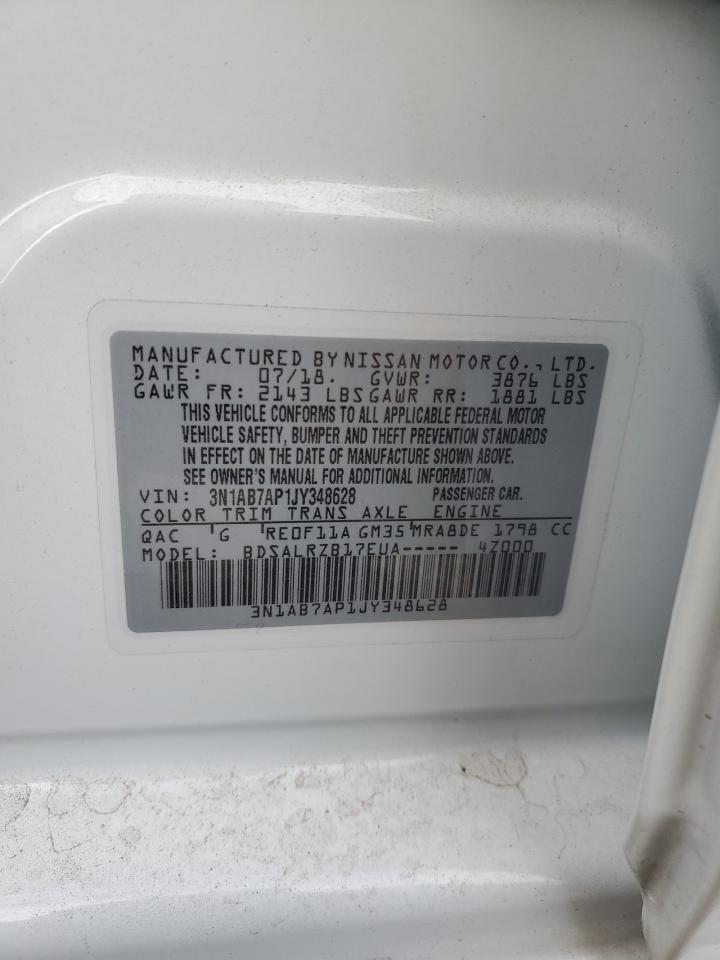 MANUFACTURED BY NISSAN MOTOR CO., LTD.
DATE: 07/18. GVWR: 3876 LBS
GAWR FR: 2143 LBS GAWR RR: 1881 LBS
THIS VEHICLE CONFORMS TO ALL APPLICABLE FEDERAL MOTOR
VEHICLE SAFETY, BUMPER AND THEFT PREVENTION STANDARDS
IN EFFECT ON THE DATE OF MANUFACTURE SHOWN ABOVE.
SEE OWNER'S MANUAL FOR ADDITIONAL INFORMATION.
VIN: 3N1AB7AP1JY348628 PASSENGER CAR.
COLOR TRIM TRANS AXLE ENGINE
QAC G RE0F11A GM35 MRA8DE 1798 CC
MODEL: BDSALRZB17EUA----- 4Z000
3N1AB7AP1JY348628